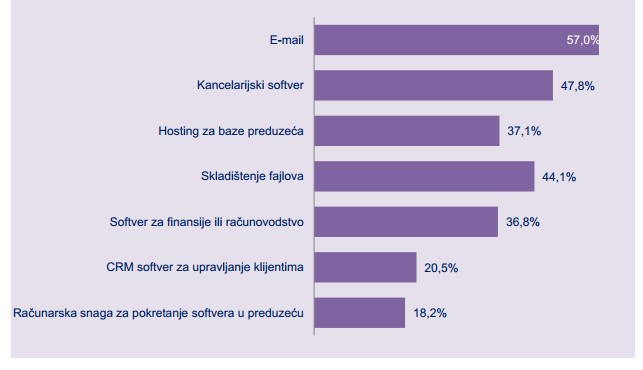 E-mail 57,0%
Kancelarijski softver 47,8%
Hosting za baze preduzeća 37,1%
Skladištenje fajlova 44,1%
Softver za finansije ili računovodstvo 36,8%
CRM softver za upravljanje klijentima 20,5%
Računarska snaga za pokretanje softvera u preduzeću 18,2%